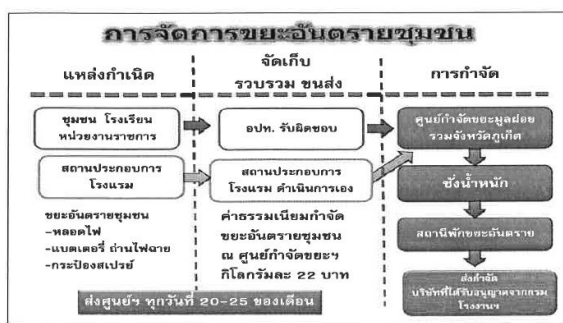 การจัดการขยะอันตรายชุมชน
แหล่งกำเนิด
จัดเก็บ
รวบรวม ขนส่ง
การกำจัด
ชุมชน โรงเรียน
หน่วยงานราชการ
อปท. รับผิดชอบ
ศูนย์กำจัดขยะมูลฝอย
รวมจังหวัดภูเก็ต
สถานประกอบการ
โรงแรม
สถานประกอบการ
โรงแรม ดำเนินการเอง
ชั่งน้ำหนัก
ขยะอันตรายชุมชน
-หลอดไฟ
-แบตเตอรี่ ถ่านไฟฉาย
-กระป๋องสเปรย์
ค่าธรรมเนียมกำจัด
ขยะอันตรายชุมชน
ณ ศูนย์กำจัดขยะฯ
กิโลกรัมละ 22 บาท
สถานีพักขยะอันตราย
ส่งกำจัด
บริษัทที่ได้รับอนุญาตจากกรม
โรงงานฯ
ส่งศูนย์ฯ ทุกวันที่ 20-25 ของเดือน